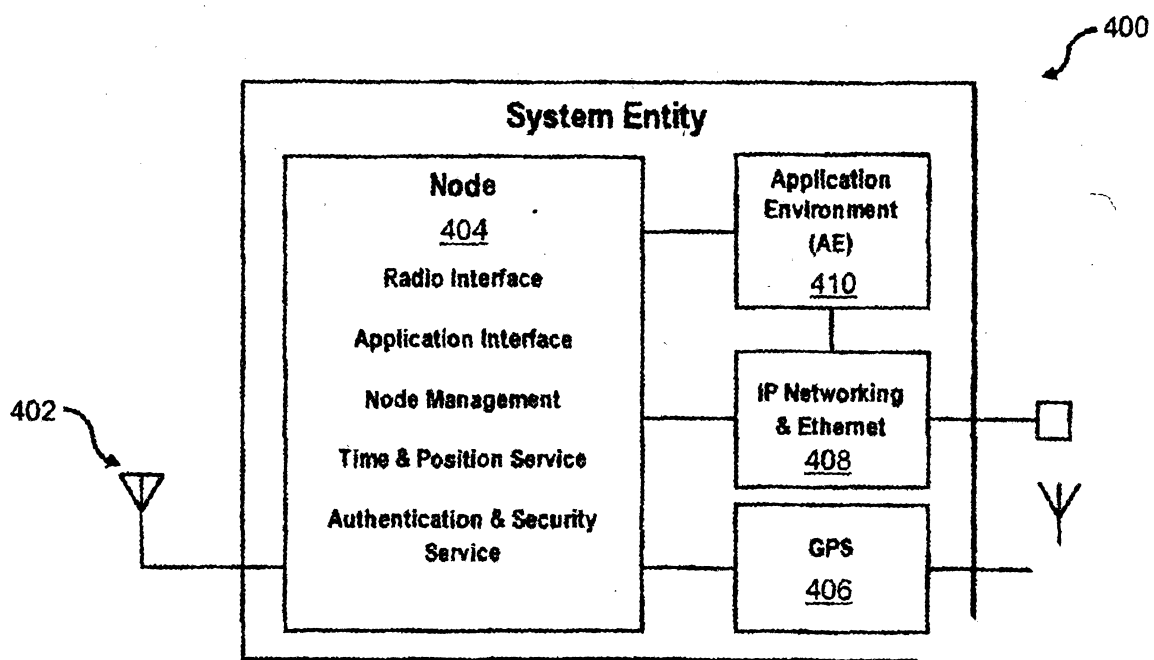 400
System Entity
Node
404
Radio Interface
Application Interface
Node Management
Time & Position Service
Authentication & Security
Service
Application
Environment
(AE)
410
IP Networking
& Ethernet
408
GPS
406
402